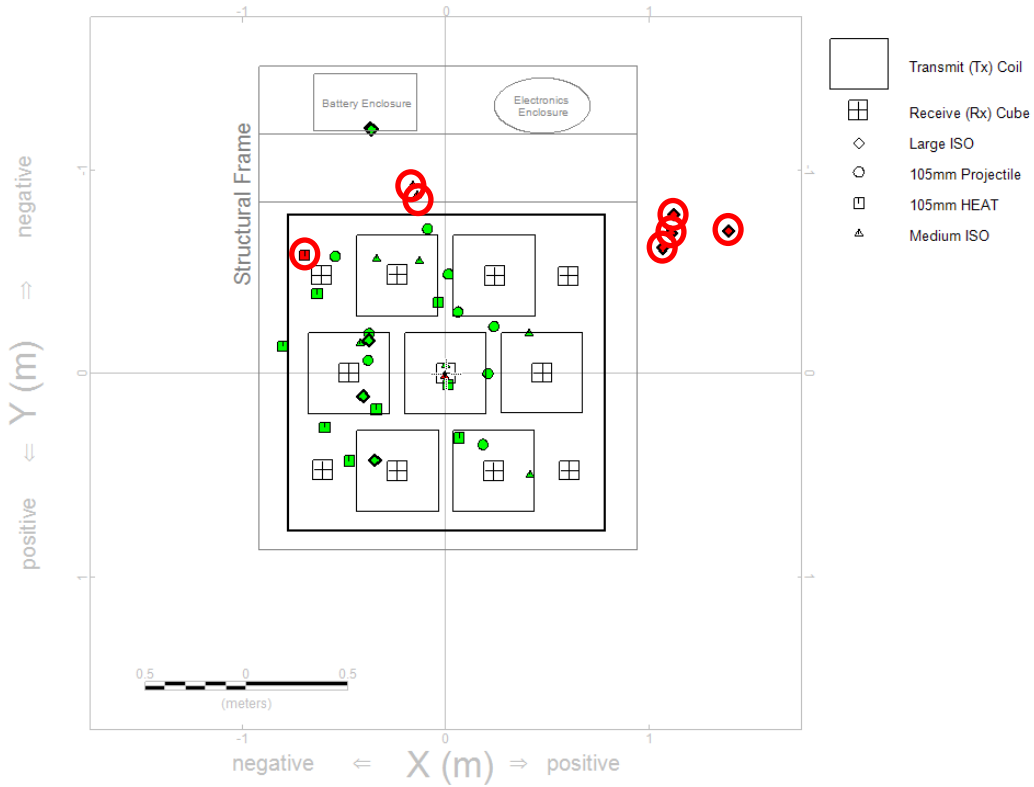 -1
0
1
Battery Enclosure
Electronics
Enclosure
Structural Frame
Transmit (Tx) Coil
Receive (Rx) Cube
Large ISO
105mm Projectile
105mm HEAT
Medium ISO
-1
-1
0
0
1
1
negative
⇑
Y (m)
⇓
positive
0.5
0
0.5
(meters)
-1
0
1
negative ⇐ X (m) ⇒ positive